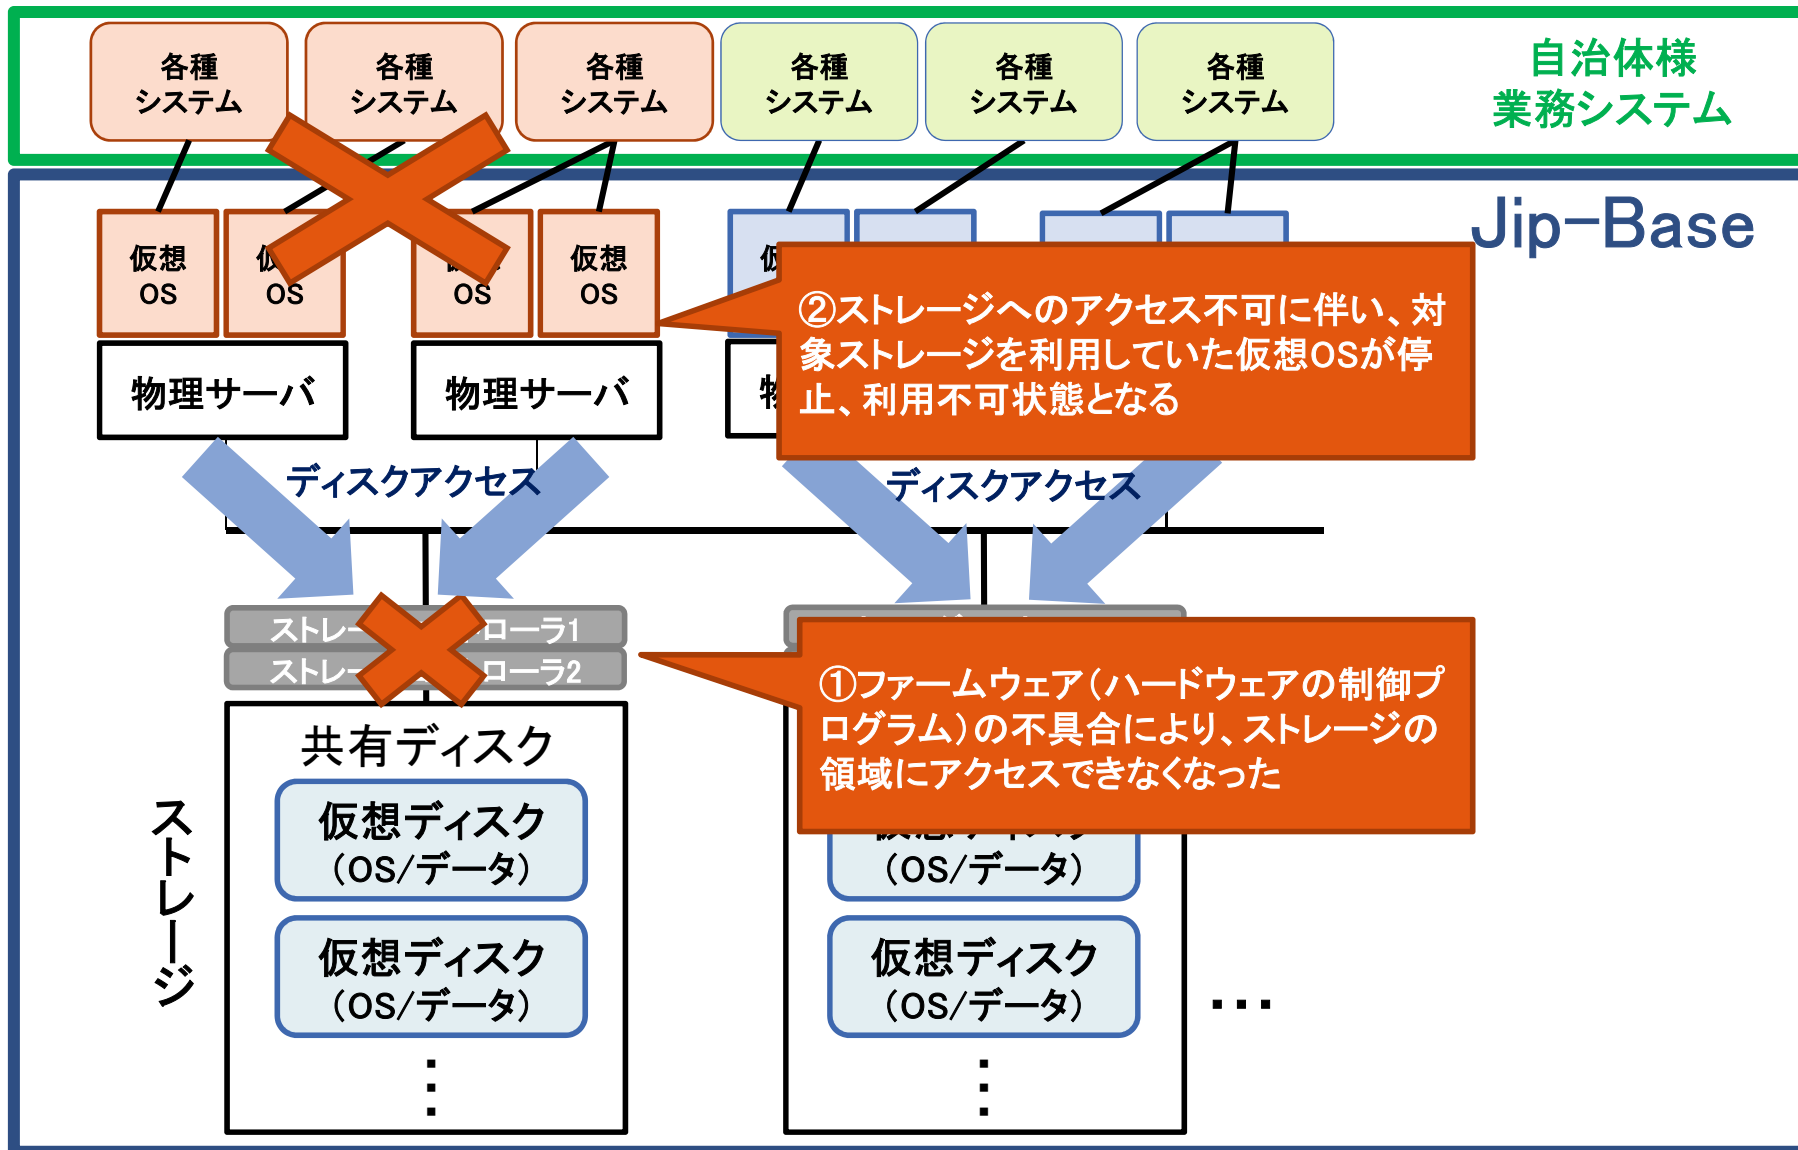 各種
システム
各種
システム
各種
システム
各種
システム
各種
システム
各種
システム
自治体様
業務システム
Jip-Base
仮想
OS
OS
OS
仮想
OS
②ストレージへのアクセス不可に伴い、対
象ストレージを利用していた仮想OSが停
止、利用不可状態となる
物理サーバ
物理サーバ
ディスクアクセス
ディスクアクセス
ストレー
ローラ1
ストレー
ローラ2
①ファームウェア（ハードウェアの制御プ
ログラム）の不具合により、ストレージの
領域にアクセスできなくなった
ストレージ
共有ディスク
仮想ディスク
（OS/データ）
仮想ディスク
（OS/データ）
⋮
（OS/データ）
仮想ディスク
（OS/データ）
⋮
…